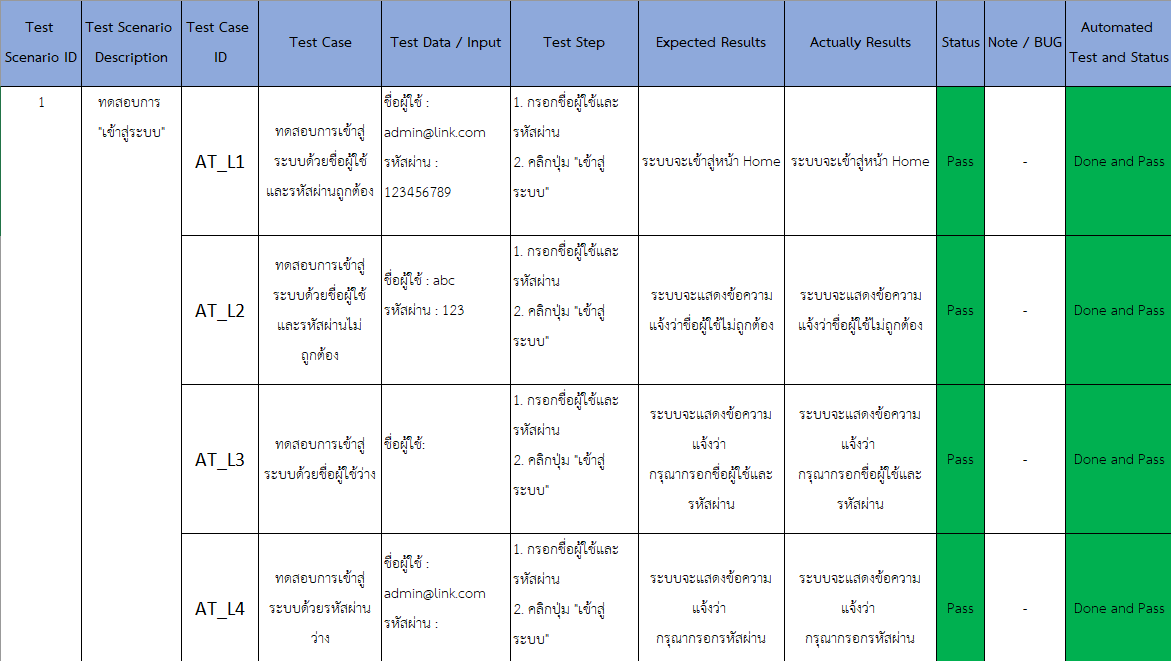 Test
Scenario ID
Test Scenario
Description
Test Case
ID
Test Case
Test Data / Input
Test Step
Expected Results
Actually Results
Status
Note / BUG
Automated
Test and Status
1
ทดสอบการ
"เข้าสู่ระบบ"
AT_L1
ทดสอบการเข้าสู่
ระบบด้วยชื่อผู้ใช้
และรหัสผ่านถูกต้อง
ชื่อผู้ใช้ :
admin@link.com
รหัสผ่าน :
123456789
1. กรอกชื่อผู้ใช้และ
รหัสผ่าน
2. คลิกปุ่ม "เข้าสู่
ระบบ"
ระบบจะเข้าสู่หน้า Home
ระบบจะเข้าสู่หน้า Home
Pass
-
Done and Pass
AT_L2
ทดสอบการเข้าสู่
ระบบด้วยชื่อผู้ใช้
และรหัสผ่านไม่
ถูกต้อง
ชื่อผู้ใช้ : abc
รหัสผ่าน : 123
1. กรอกชื่อผู้ใช้และ
รหัสผ่าน
2. คลิกปุ่ม "เข้าสู่
ระบบ"
ระบบจะแสดงข้อความ
แจ้งว่าชื่อผู้ใช้ไม่ถูกต้อง
ระบบจะแสดงข้อความ
แจ้งว่าชื่อผู้ใช้ไม่ถูกต้อง
Pass
-
Done and Pass
AT_L3
ทดสอบการเข้าสู่
ระบบด้วยชื่อผู้ใช้ว่าง
ชื่อผู้ใช้:
1. กรอกชื่อผู้ใช้และ
รหัสผ่าน
2. คลิกปุ่ม "เข้าสู่
ระบบ"
ระบบจะแสดงข้อความ
แจ้งว่า
กรุณากรอกชื่อผู้ใช้และ
รหัสผ่าน
ระบบจะแสดงข้อความ
แจ้งว่า
กรุณากรอกชื่อผู้ใช้และ
รหัสผ่าน
Pass
-
Done and Pass
AT_L4
ทดสอบการเข้าสู่
ระบบด้วยรหัสผ่าน
ว่าง
ชื่อผู้ใช้ :
admin@link.com
รหัสผ่าน :
1. กรอกชื่อผู้ใช้และ
รหัสผ่าน
2. คลิกปุ่ม "เข้าสู่
ระบบ"
ระบบจะแสดงข้อความ
แจ้งว่า
กรุณากรอกรหัสผ่าน
ระบบจะแสดงข้อความ
แจ้งว่า
กรุณากรอกรหัสผ่าน
Pass
-
Done and Pass